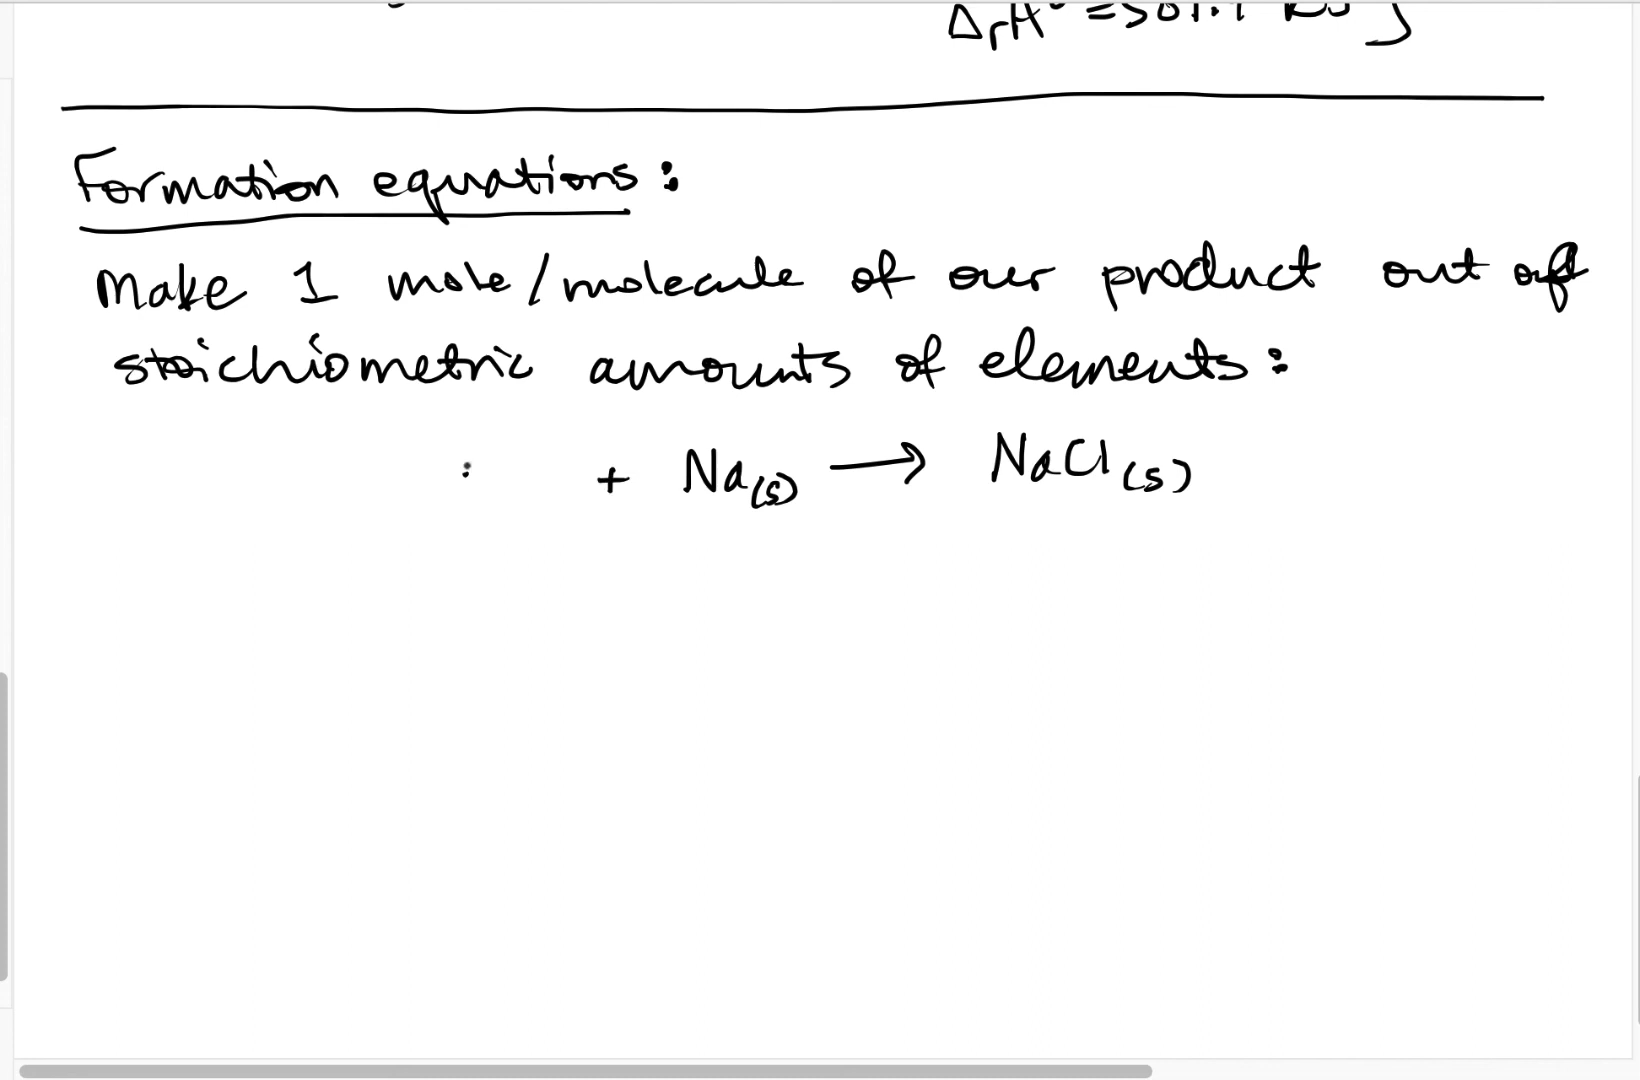 Formation equations:
Make 1 mole/molecule of our product out of
stoichiometric amounts of elements:
+ Na(s) → NaCl(s)